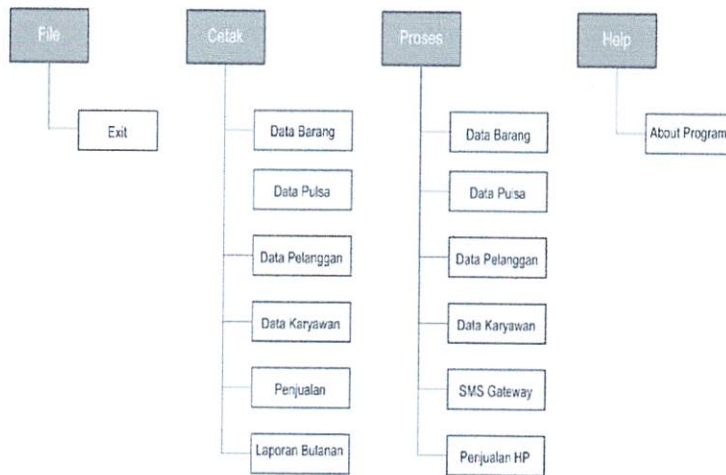 File
Cetak
Proses
Help
Exit
Data Barang
Data Pulsa
Data Pelanggan
Data Karyawan
Penjualan
Laporan Bulanan
Data Barang
Data Pulsa
Data Pelanggan
Data Karyawan
SMS Gateway
Penjualan HP
About Program